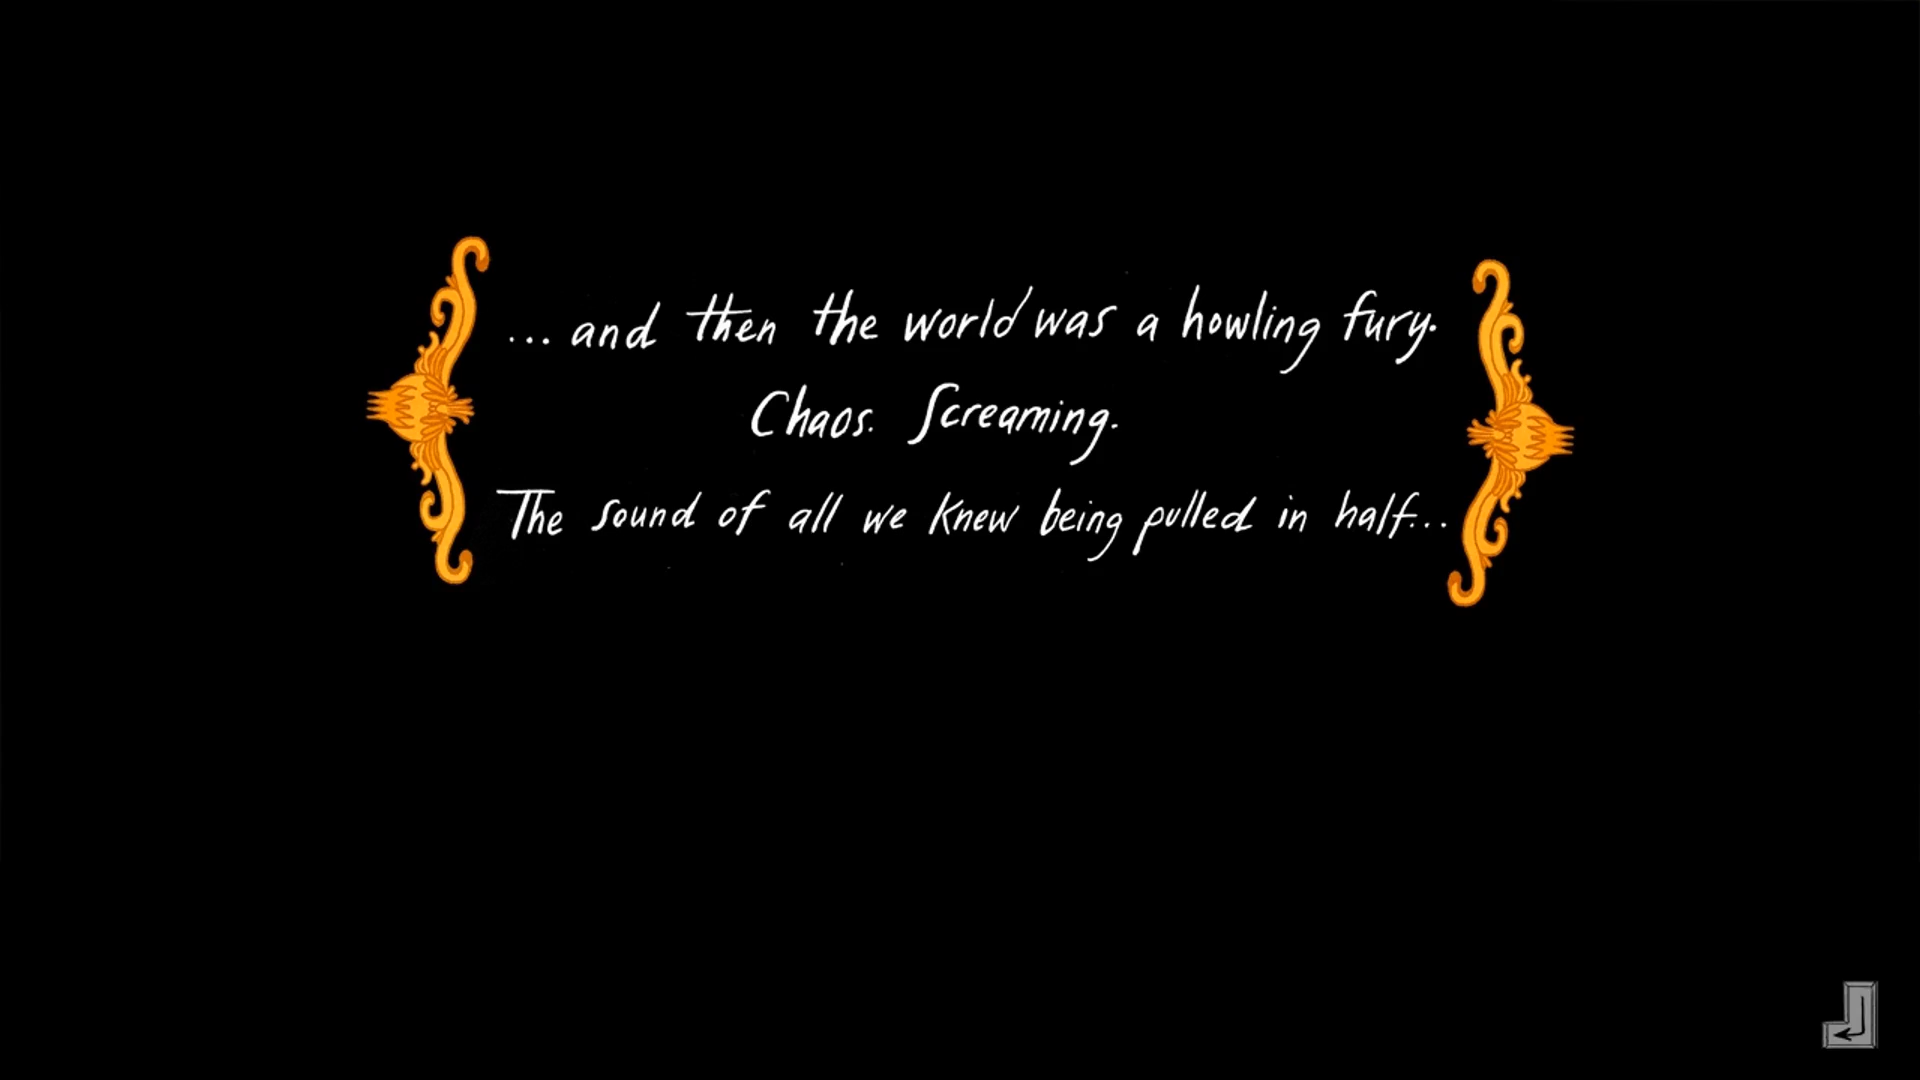 ...and then the world was a howling fury.
Chaos. Screaming.
The sound of all we knew being pulled in half...